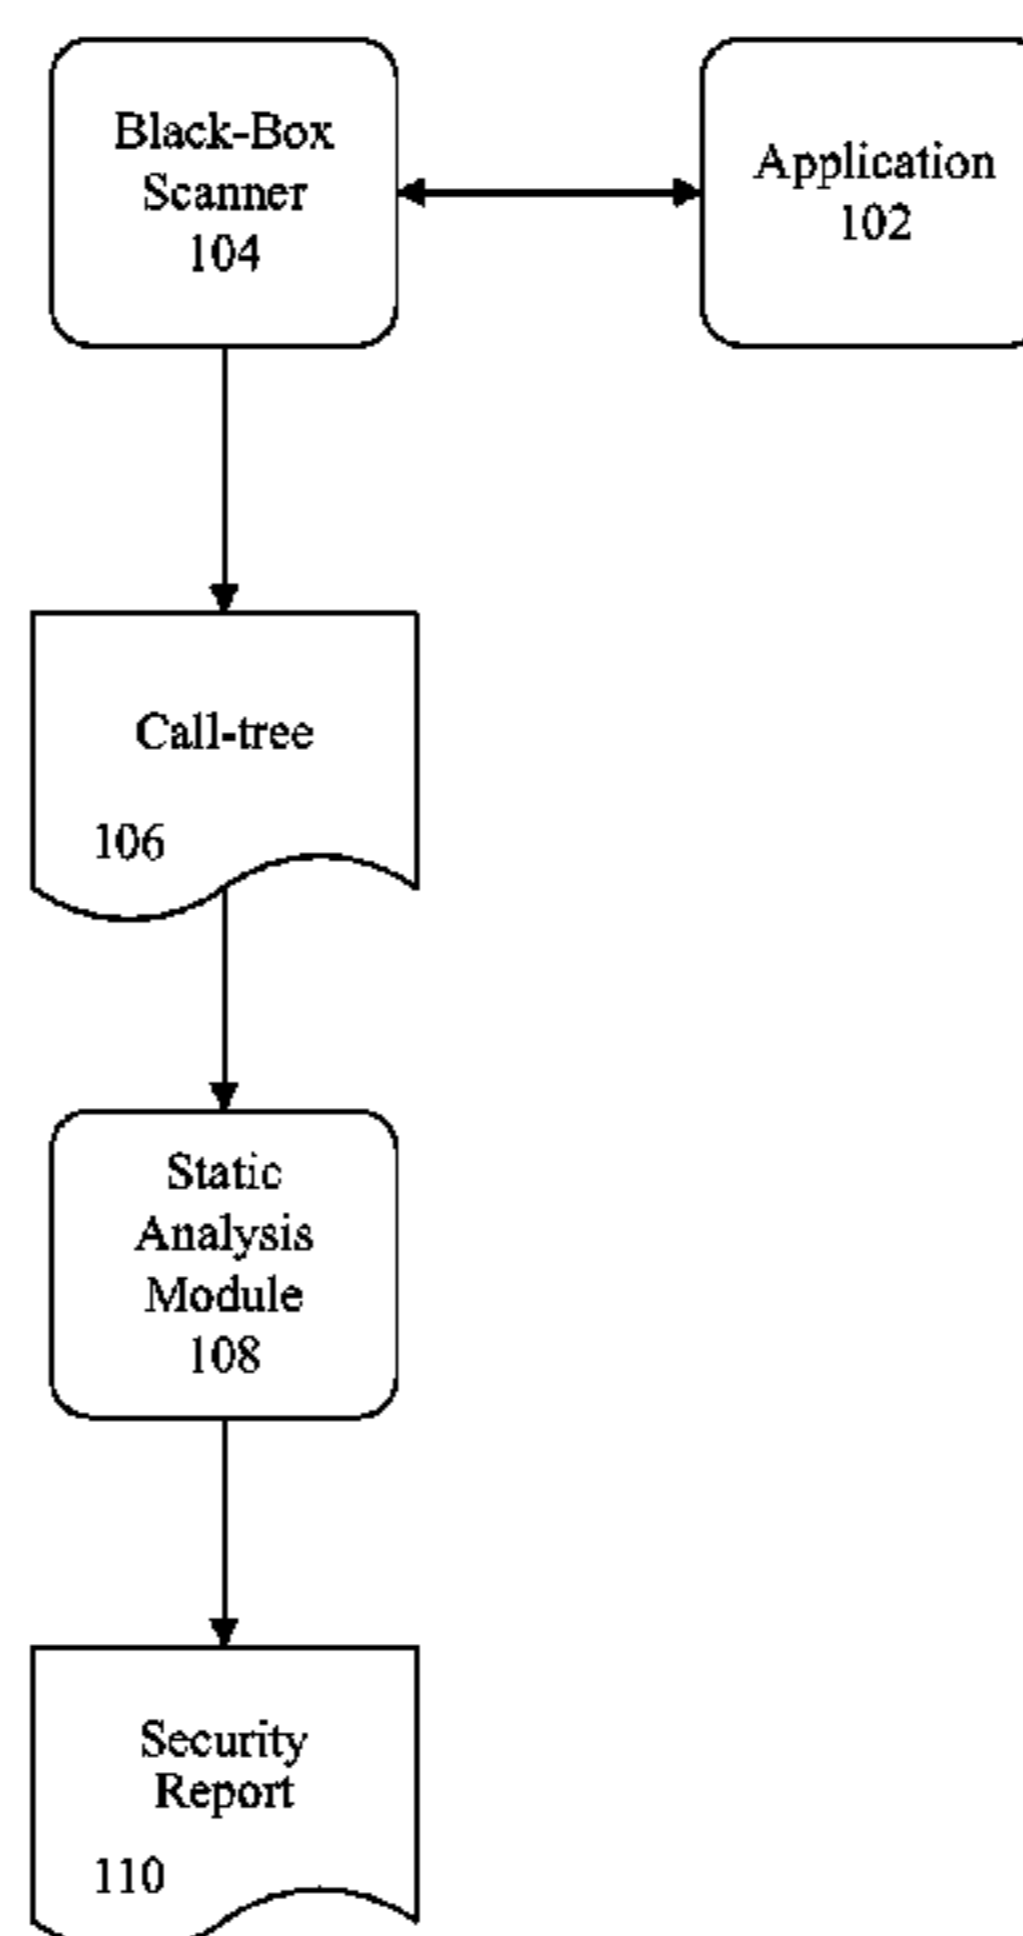 Black-Box
Scanner
104
Application
102
Call-tree
106
Static
Analysis
Module
108
Security
Report
110